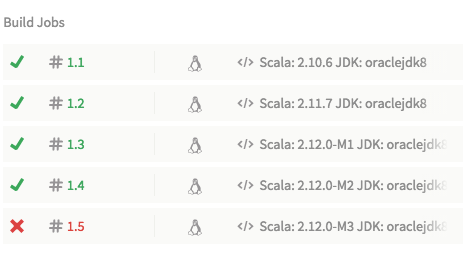 Build Jobs
# 1.1 </> Scala: 2.10.6 JDK: oraclejdk8
# 1.2 </> Scala: 2.11.7 JDK: oraclejdk8
# 1.3 </> Scala: 2.12.0-M1 JDK: oraclejdk8
# 1.4 </> Scala: 2.12.0-M2 JDK: oraclejdk8
# 1.5 </> Scala: 2.12.0-M3 JDK: oraclejdk8